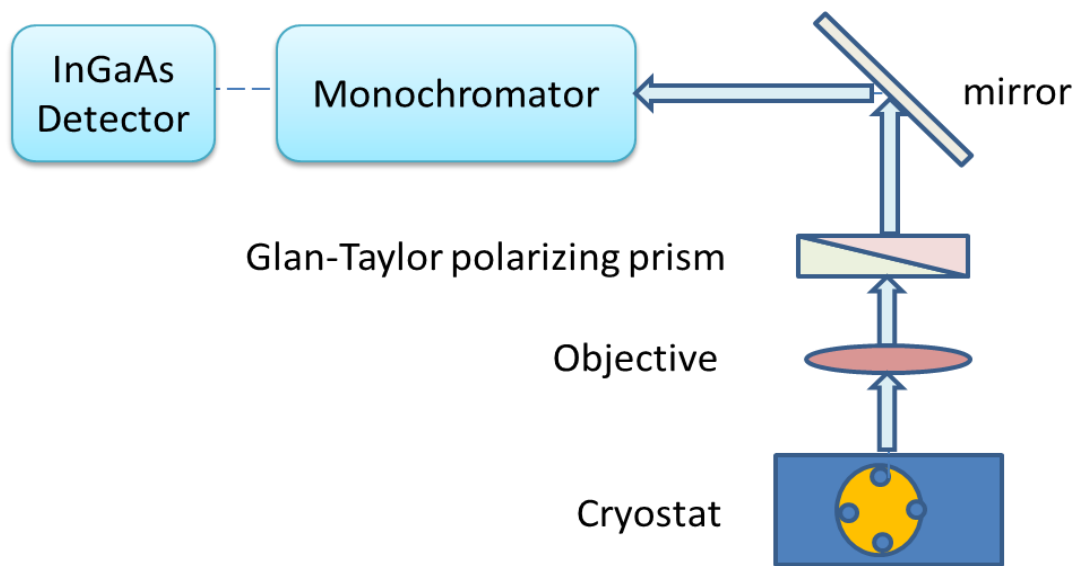 InGaAs
Detector
Monochromator
mirror
Glan-Taylor polarizing prism
Objective
Cryostat